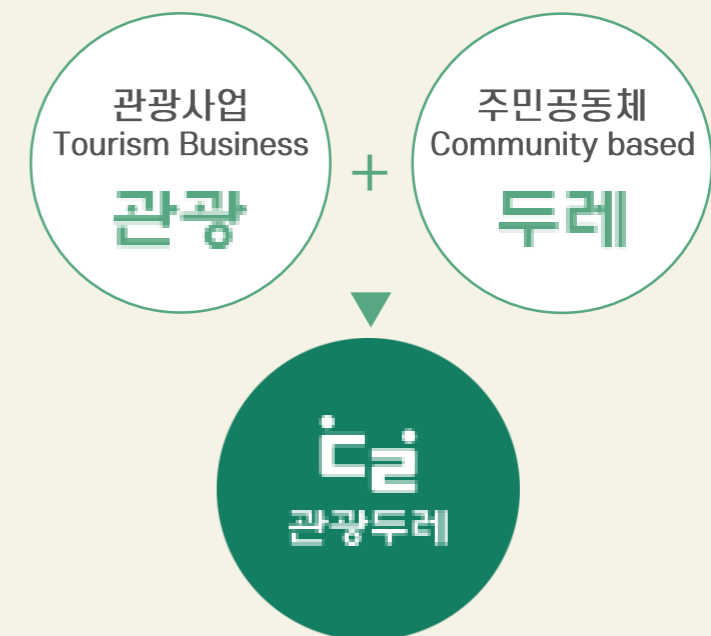 관광사업
Tourism Business
관광
+
주민공동체
Community based
두레
관광두레